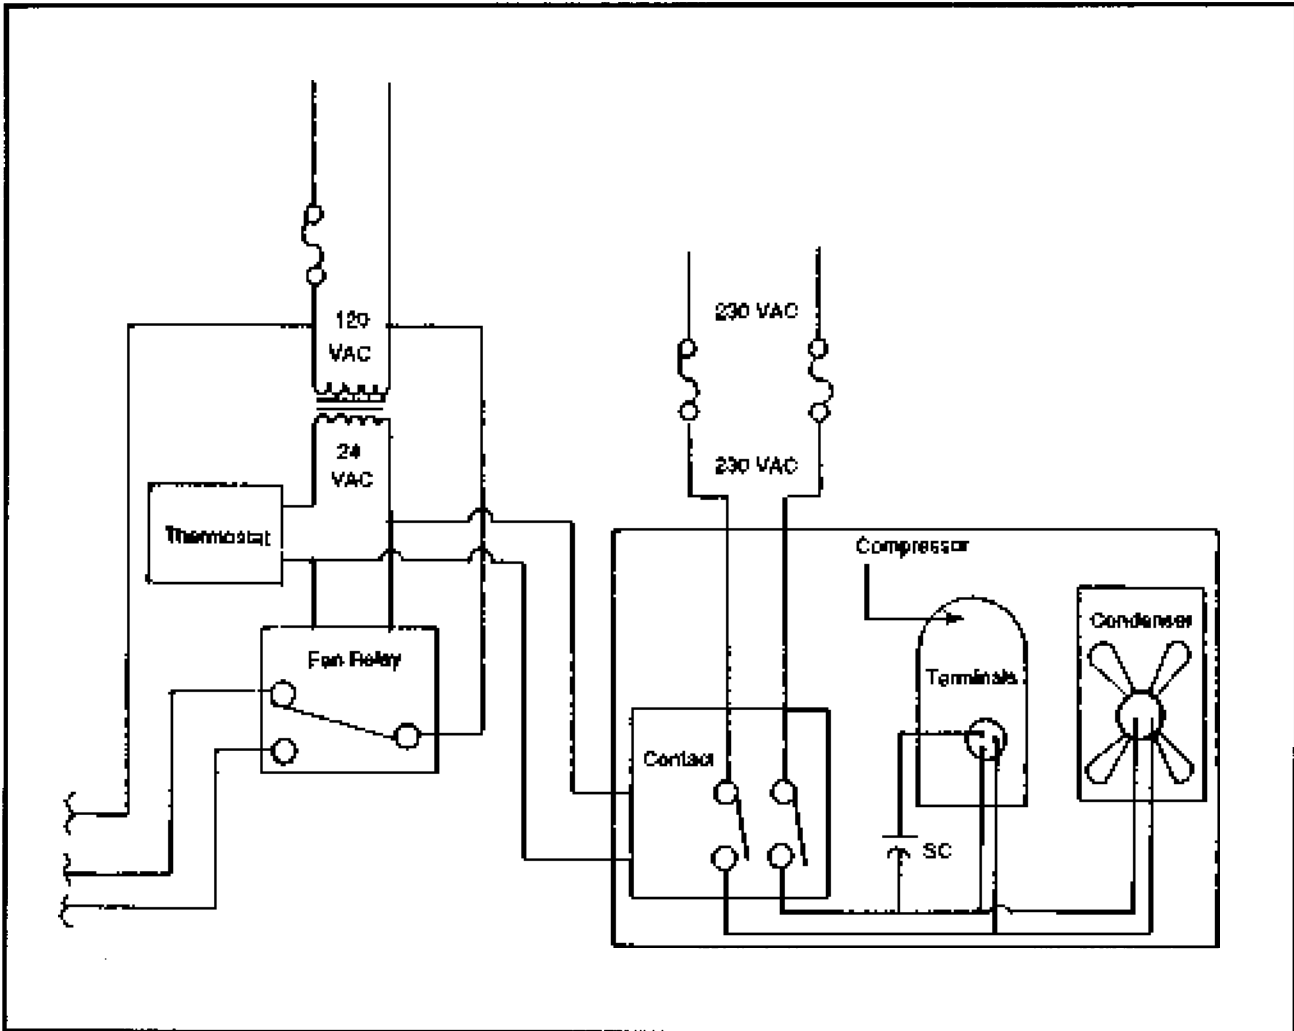 120
VAC
230 VAC
24
VAC
230 VAC
Thermostat
Compressor
Condenser
Fan Relay
Terminals
Contact
SC